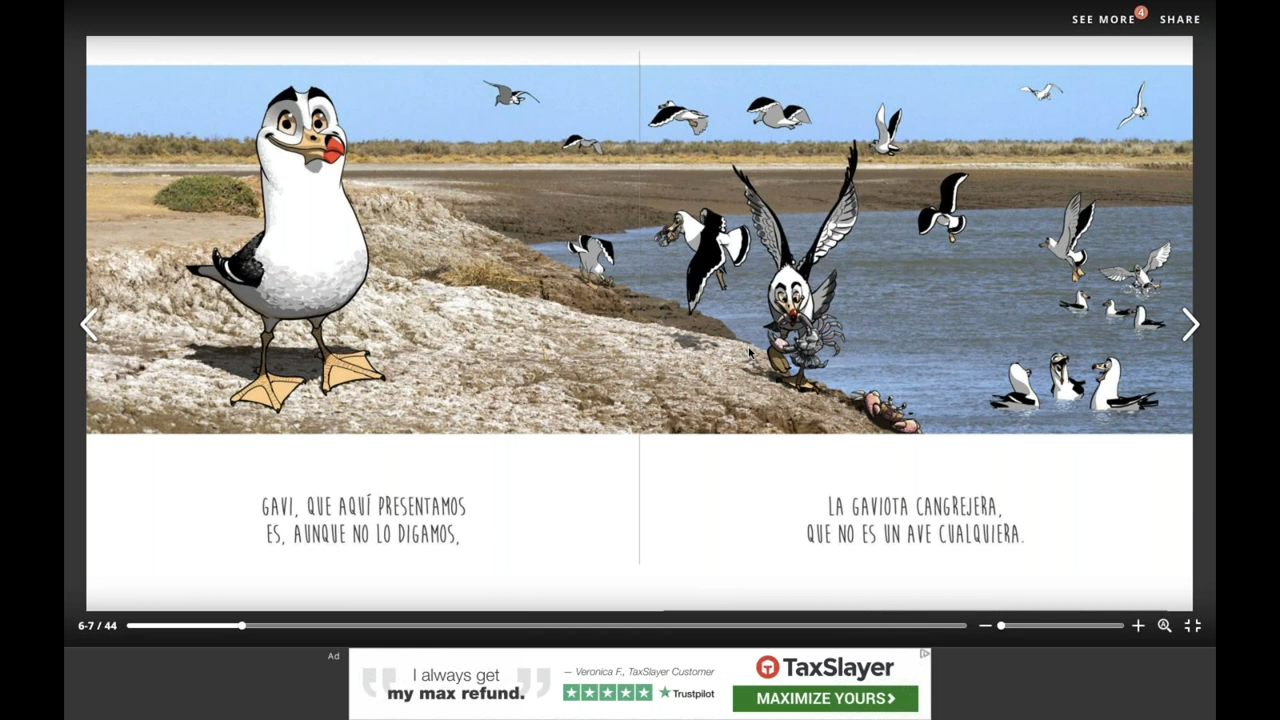 SEE MORE 4 SHARE
GAVI, QUE AQUÍ PRESENTAMOS
ES, AUNQUE NO LO DIGAMOS,
LA GAVIOTA CANGREJERA,
QUE NO ES UN AVE CUALQUIERA.
6-7 / 44
Ad
I always get
my max refund.
— Veronica F., TaxSlayer Customer
Trustpilot
TaxSlayer
MAXIMIZE YOURS